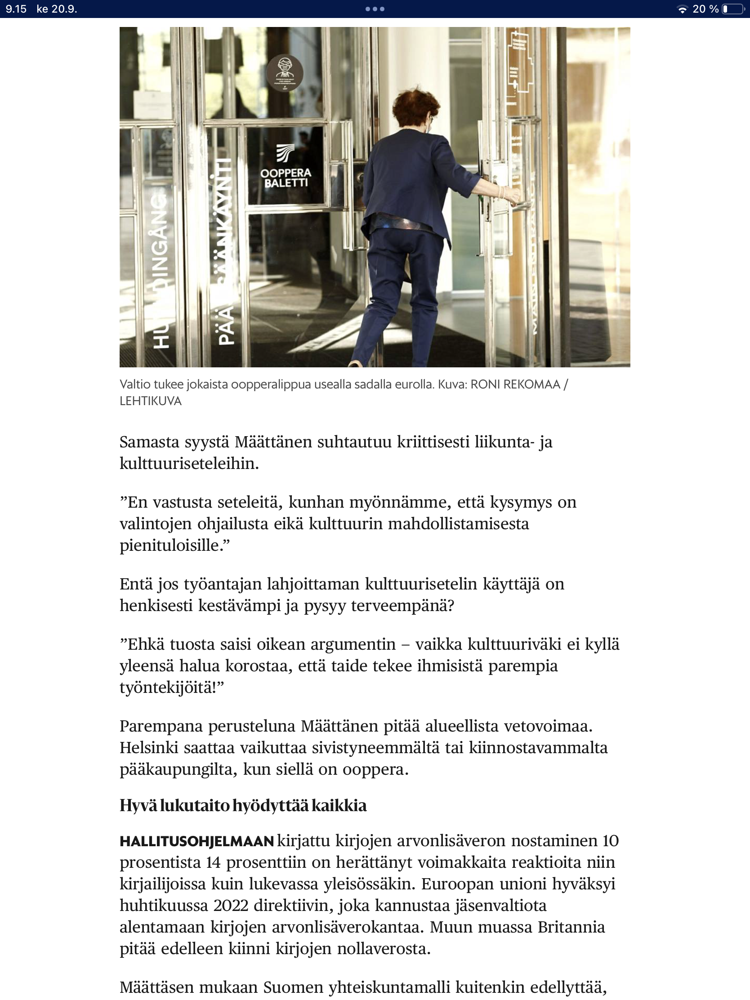 9.15 ke 20.9.
20 %
OOPPERA
BALETTI
PÄÄSISÄÄNKÄYNTI
DINGÅNG
MAIN ENTRANCE
Valtio tukee jokaista oopperalippua usealla sadalla eurolla. Kuva: RONI REKOMAA /
LEHTIKUVA
Samasta syystä Määttänen suhtautuu kriittisesti liikunta- ja
kulttuuriseteleihin.
”En vastusta seteleitä, kunhan myönnämme, että kysymys on
valintojen ohjailusta eikä kulttuurin mahdollistamisesta
pienituloisille.”
Entä jos työantajan lahjoittaman kulttuurisetelin käyttäjä on
henkisesti kestävämpi ja pysyy terveempänä?
”Ehkä tuosta saisi oikean argumentin – vaikka kulttuuriväki ei kyllä
yleensä halua korostaa, että taide tekee ihmisistä parempia
työntekijöitä!”
Parempana perusteluna Määttänen pitää alueellista vetovoimaa.
Helsinki saattaa vaikuttaa sivistyneemmältä tai kiinnostavammalta
pääkaupungilta, kun siellä on ooppera.
Hyvä lukutaito hyödyttää kaikkia
HALLITUSOHJELMAAN kirjattu kirjojen arvonlisäveron nostaminen 10
prosentista 14 prosenttiin on herättänyt voimakkaita reaktioita niin
kirjailijoissa kuin lukevassa yleisössäkin. Euroopan unioni hyväksyi
huhtikuussa 2022 direktiivin, joka kannustaa jäsenvaltiota
alentamaan kirjojen arvonlisäverokantaa. Muun muassa Britannia
pitää edelleen kiinni kirjojen nollaverosta.
Määttäsen mukaan Suomen yhteiskuntamalli kuitenkin edellyttää,